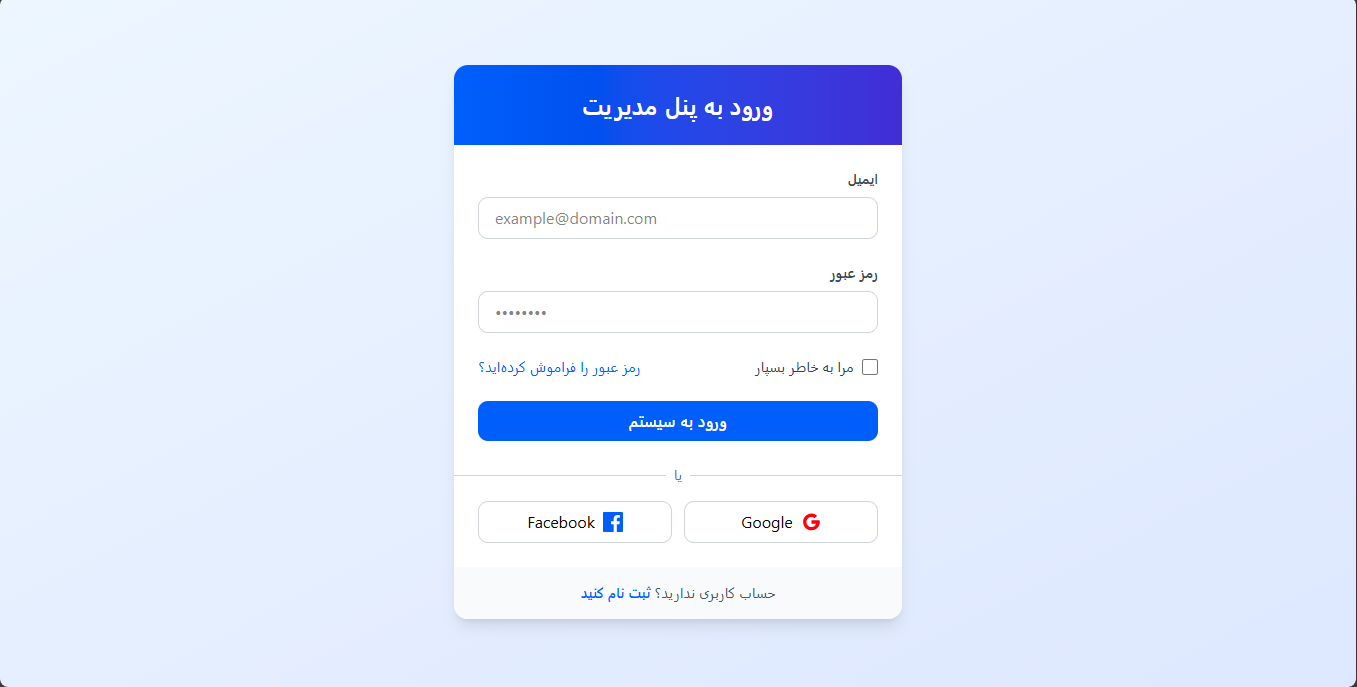 ورود به پنل مدیریت
ایمیل
example@domain.com
رمز عبور
••••••••
مرا به خاطر بسپار
رمز عبور را فراموش کرده‌اید؟
ورود به سیستم
یا
Google
Facebook
حساب کاربری ندارید؟ ثبت نام کنید